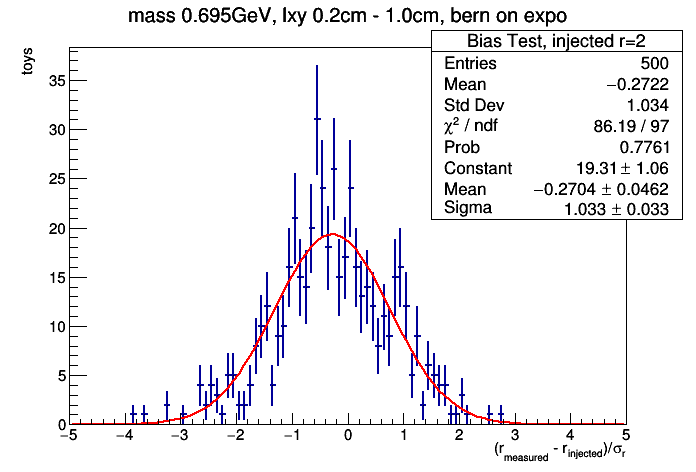 mass 0.695GeV, lxy 0.2cm - 1.0cm, bern on expo
toys
Bias Test, injected r=2
Entries 500
Mean −0.2722
Std Dev 1.034
χ² / ndf 86.19 / 97
Prob 0.7761
Constant 19.31 ± 1.06
Mean −0.2704 ± 0.0462
Sigma 1.033 ± 0.033
35
30
25
20
15
10
5
0
−5 −4 −3 −2 −1 0 1 2 3 4 5
(r_measured - r_injected)/σ_r